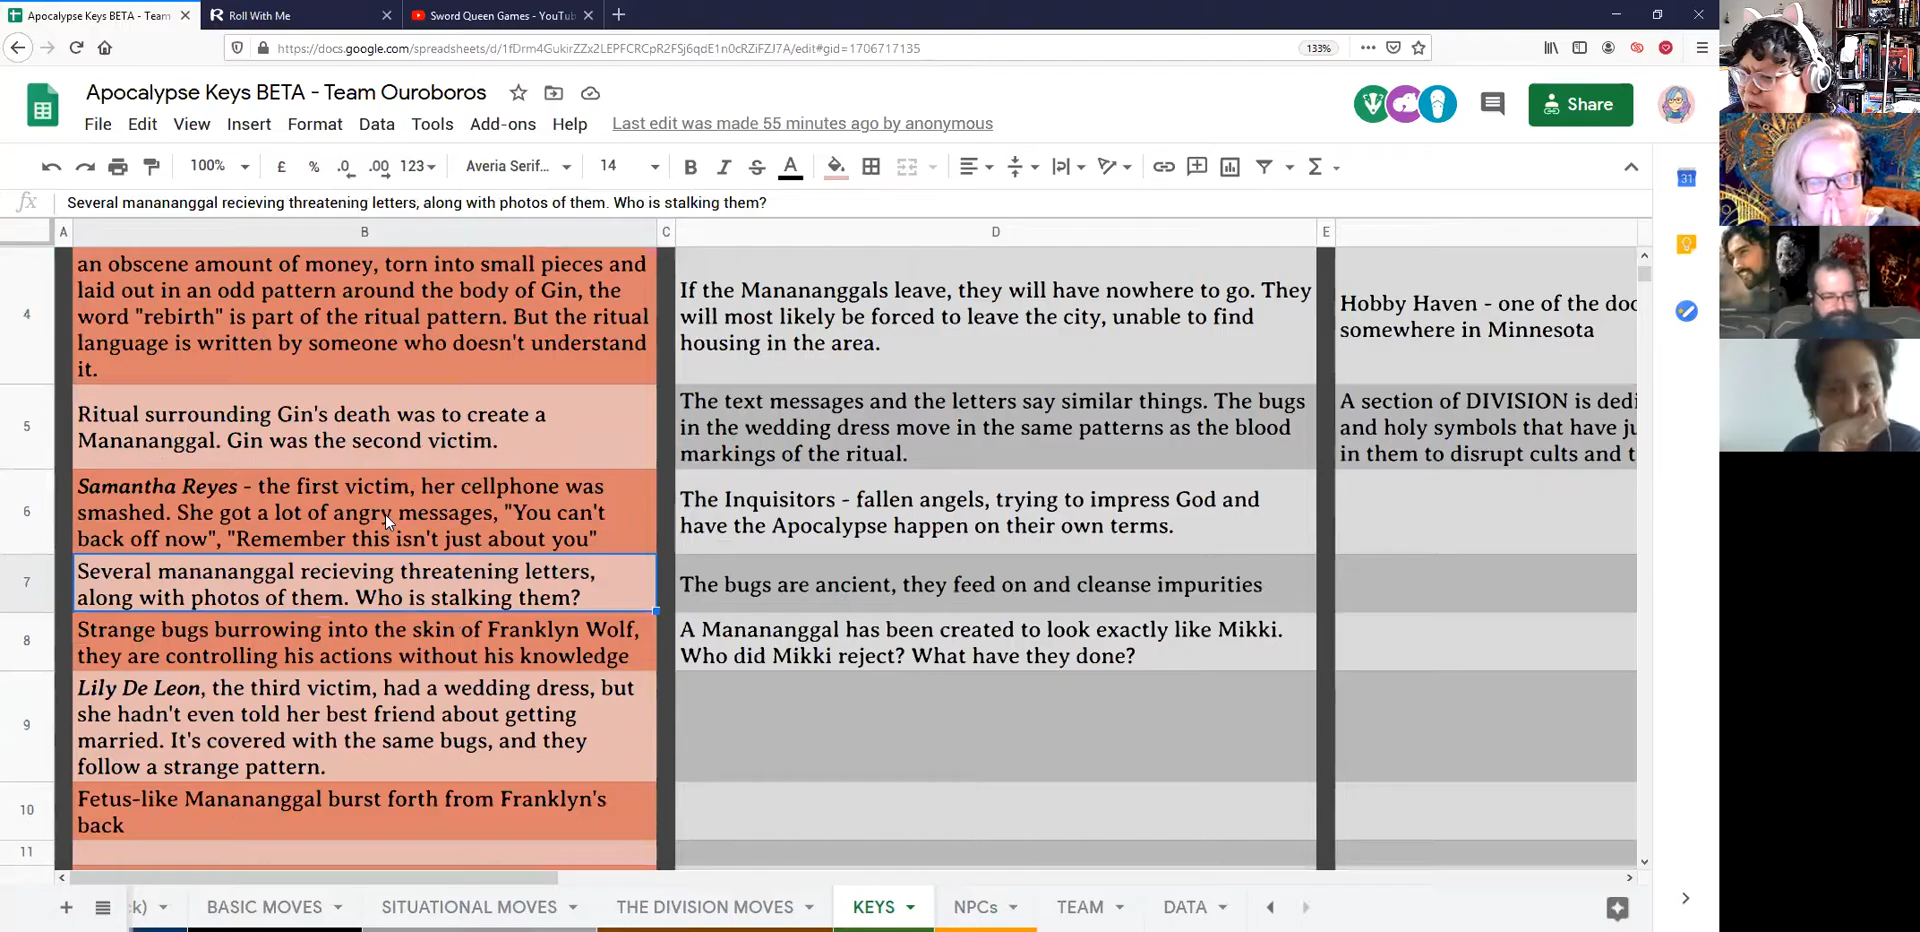 Apocalypse Keys BETA - Team
Roll With Me
Sword Queen Games - YouTub
https://docs.google.com/spreadsheets/d/1fDrm4GukirZZx2LEPFCRCpR2FSj6qdE1n0cRZiFZJ7A/edit#gid=1706717135
133%
Apocalypse Keys BETA - Team Ouroboros
Share
File Edit View Insert Format Data Tools Add-ons Help Last edit was made 55 minutes ago by anonymous
100% £ % .0 .00 123 Averia Serif... 14 B I S A
31
fx Several manananggal recieving threatening letters, along with photos of them. Who is stalking them?
A B C D E
4
an obscene amount of money, torn into small pieces and
laid out in an odd pattern around the body of Gin, the
word "rebirth" is part of the ritual pattern. But the ritual
language is written by someone who doesn't understand
it.
If the Manananggals leave, they will have nowhere to go. They
will most likely be forced to leave the city, unable to find
housing in the area.
Hobby Haven - one of the doo
somewhere in Minnesota
5
Ritual surrounding Gin's death was to create a
Manananggal. Gin was the second victim.
The text messages and the letters say similar things. The bugs
in the wedding dress move in the same patterns as the blood
markings of the ritual.
A section of DIVISION is dedi
and holy symbols that have ju
in them to disrupt cults and t
6
Samantha Reyes - the first victim, her cellphone was
smashed. She got a lot of angry messages, "You can't
back off now", "Remember this isn't just about you"
The Inquisitors - fallen angels, trying to impress God and
have the Apocalypse happen on their own terms.
7
Several manananggal recieving threatening letters,
along with photos of them. Who is stalking them?
The bugs are ancient, they feed on and cleanse impurities
8
Strange bugs burrowing into the skin of Franklyn Wolf,
they are controlling his actions without his knowledge
A Manananggal has been created to look exactly like Mikki.
Who did Mikki reject? What have they done?
9
Lily De Leon, the third victim, had a wedding dress, but
she hadn't even told her best friend about getting
married. It's covered with the same bugs, and they
follow a strange pattern.
10
Fetus-like Manananggal burst forth from Franklyn's
back
11
k) BASIC MOVES SITUATIONAL MOVES THE DIVISION MOVES KEYS NPCs TEAM DATA